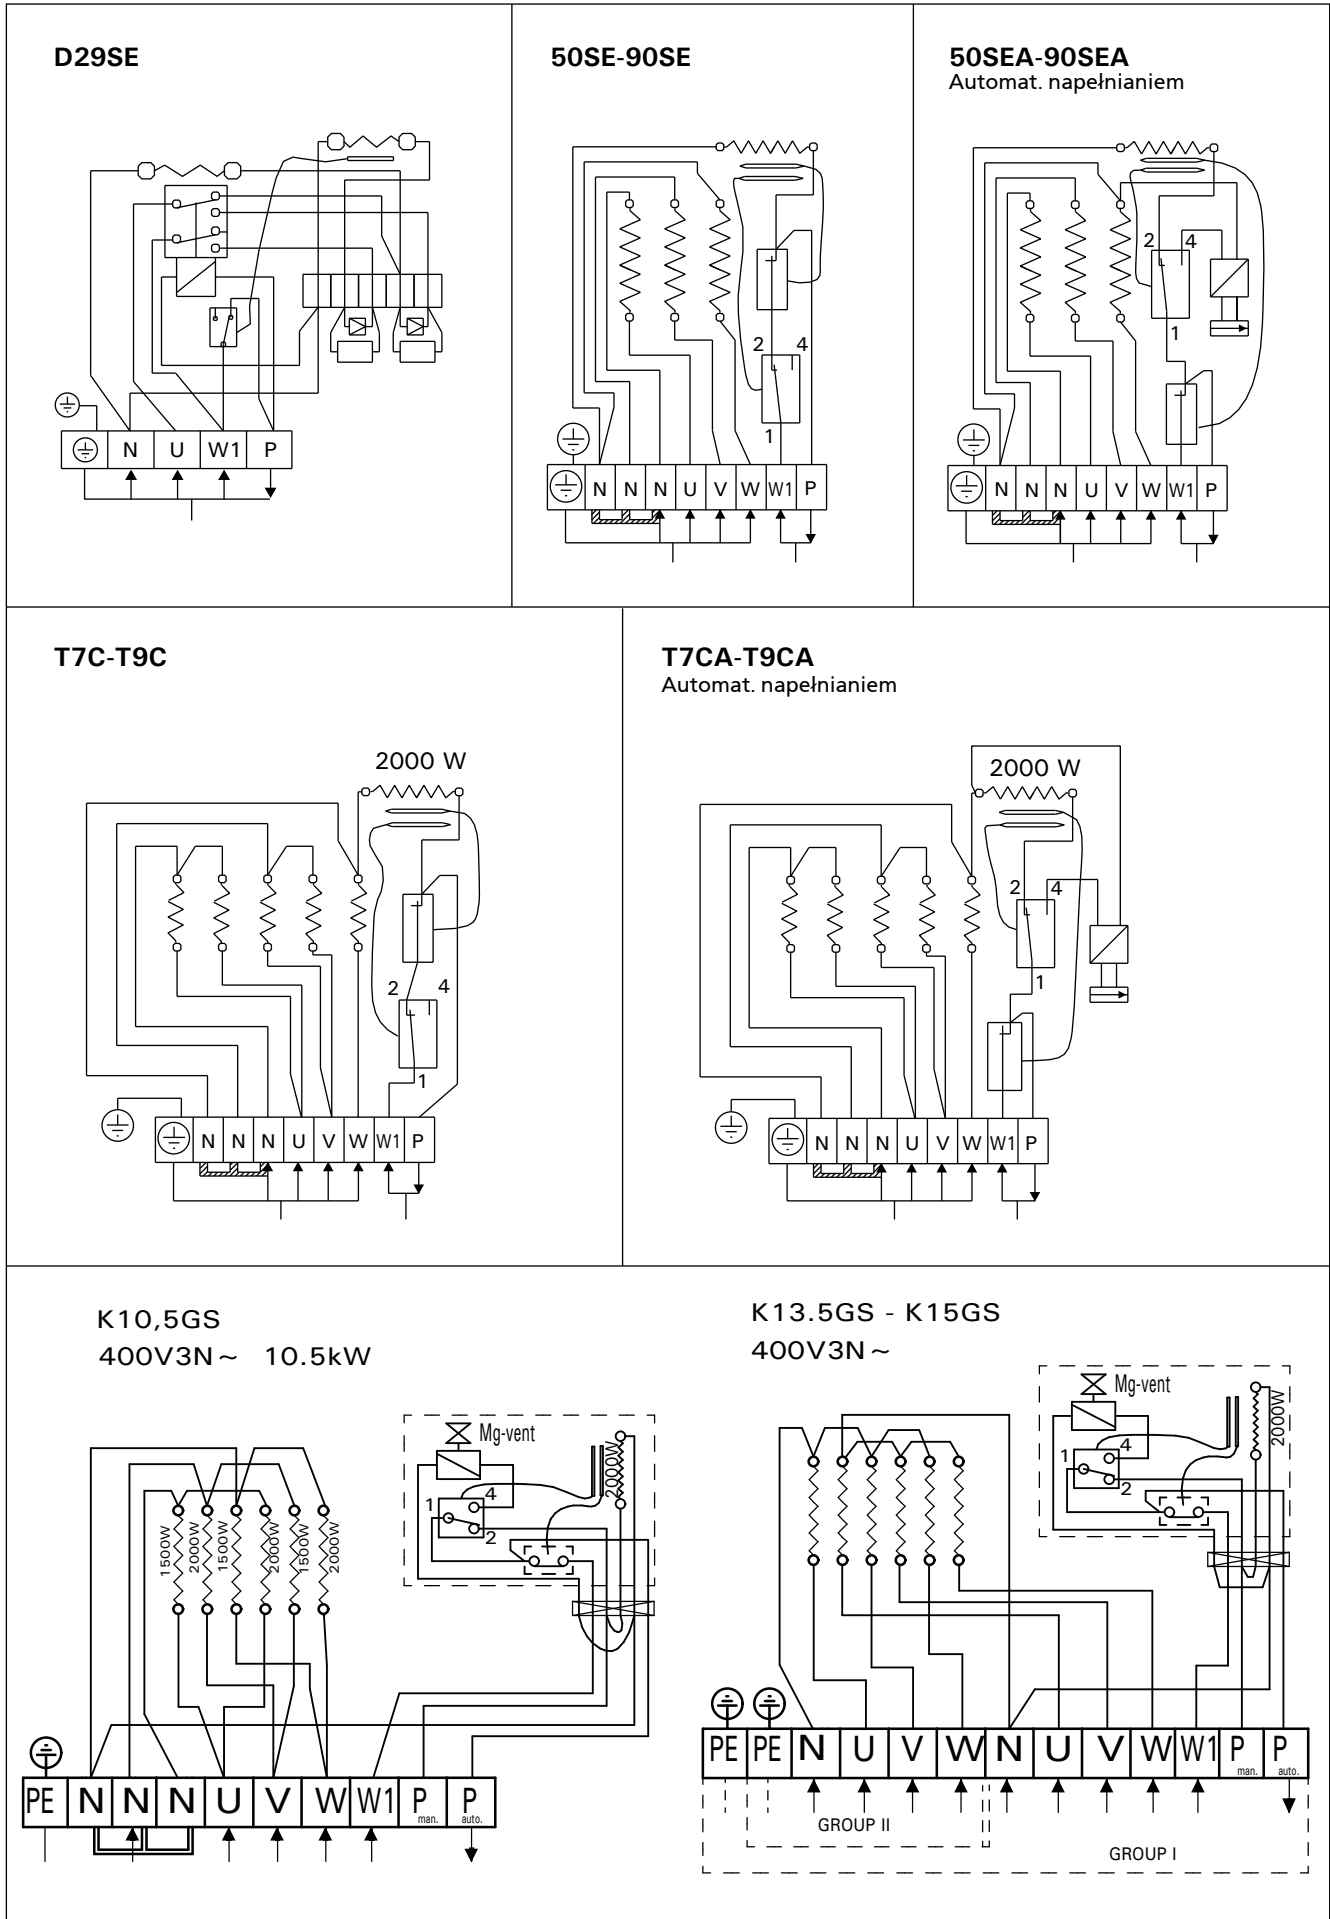 D29SE
N U W1 P
50SE-90SE
2 4
1
N N N U V W W1 P
50SEA-90SEA
Automat. napełnianiem
2 4
1
N N N U V W W1 P
T7C-T9C
2000 W
2 4
1
N N N U V W W1 P
T7CA-T9CA
Automat. napełnianiem
2000 W
2 4
1
N N N U V W W1 P
K10,5GS
400V3N~ 10.5kW
Mg-vent
2000W
1 4
2
1500W 2000W 1500W 2000W 1500W 2000W
PE N N N U V W W1 P man. P auto.
K13.5GS - K15GS
400V3N~
Mg-vent
2000W
1 4
2
PE PE N U V W N U V W W1 P man. P auto.
GROUP II
GROUP I